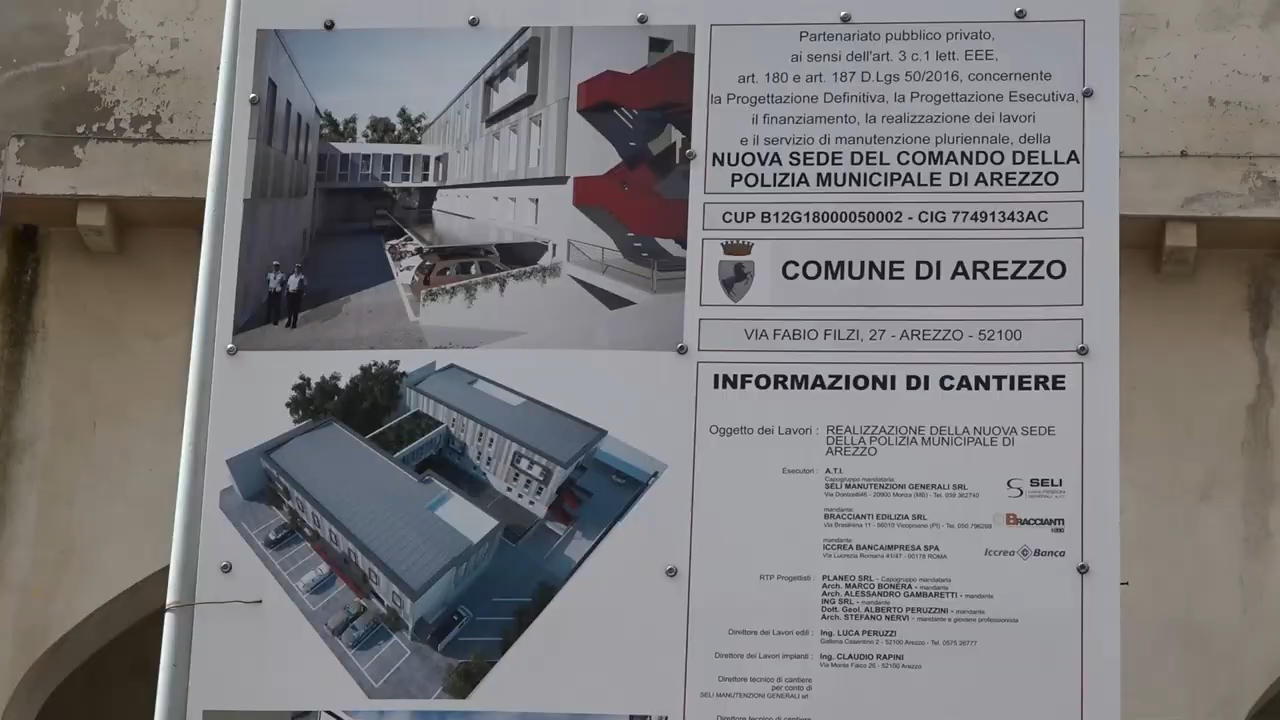 Partenariato pubblico privato,
ai sensi dell'art. 3 c.1 lett. EEE,
art. 180 e art. 187 D.Lgs 50/2016, concernente
la Progettazione Definitiva, la Progettazione Esecutiva,
il finanziamento, la realizzazione dei lavori
e il servizio di manutenzione pluriennale, della
NUOVA SEDE DEL COMANDO DELLA
POLIZIA MUNICIPALE DI AREZZO
CUP B12G18000050002 - CIG 77491343AC
COMUNE DI AREZZO
VIA FABIO FILZI, 27 - AREZZO - 52100
INFORMAZIONI DI CANTIERE
Oggetto dei Lavori : REALIZZAZIONE DELLA NUOVA SEDE
DELLA POLIZIA MUNICIPALE DI
AREZZO
Esecutori : A.T.I.
Capogruppo mandataria
SELI MANUTENZIONI GENERALI SRL
Via Donizetti46 - 20900 Monza (MB) - Tel. 039 362740
SELI
mandante:
BRACCIANTI EDILIZIA SRL
Via Brasilina 11 - 56010 Vicopisano (PI) - Tel. 050 796268
BRACCIANTI
mandante
ICCREA BANCAIMPRESA SPA
Via Lucrezia Romana 41/47 - 00178 ROMA
Iccrea Banca
RTP Progettisti : PLANEO SRL - Capogruppo mandataria
Arch. MARCO BONERA - mandante
Arch. ALESSANDRO GAMBARETTI - mandante
ING SRL - mandante
Dott. Geol. ALBERTO PERUZZINI - mandante
Arch. STEFANO NERVI - mandante e giovane professionista
Direttore dei Lavori edili : Ing. LUCA PERUZZI
Galleria Casentino 2 - 52100 Arezzo - Tel. 0575 26777
Direttore dei Lavori impianti : Ing. CLAUDIO RAPINI
Via Monte Falco 26 - 52100 Arezzo
Direttore tecnico di cantiere
per conto di
SELI MANUTENZIONI GENERALI srl
Direttore tecnico di cantiere